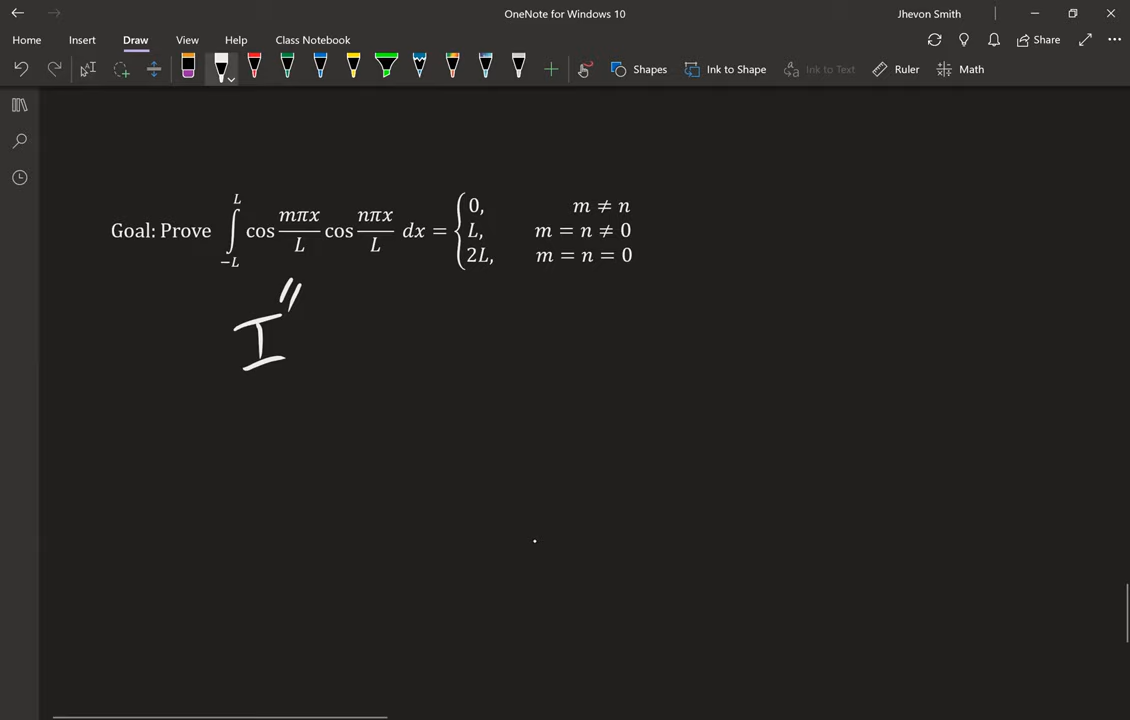 OneNote for Windows 10
Jhevon Smith
Home Insert Draw View Help Class Notebook
Share
Shapes Ink to Shape Ink to Text Ruler Math
Goal: Prove ∫_{-L}^{L} cos mπx/L cos nπx/L dx = { 0, m ≠ n
L, m = n ≠ 0
2L, m = n = 0
I"